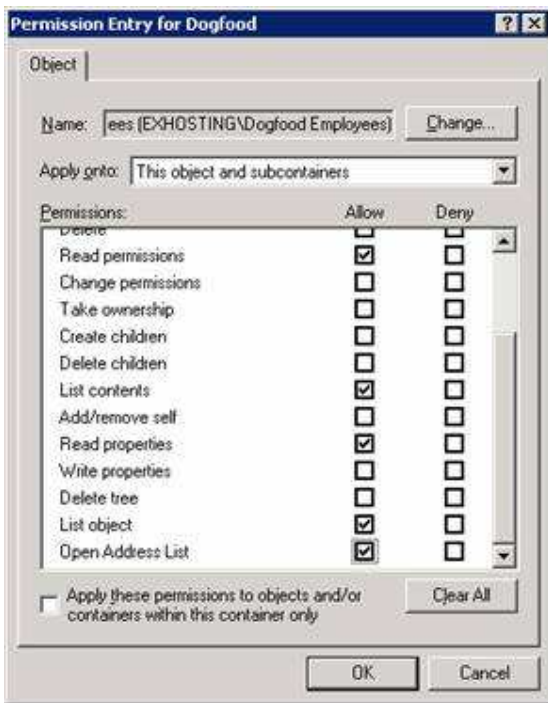 Permission Entry for Dogfood
Object
Name: ees (EXHOSTING\Dogfood Employees) Change...
Apply onto: This object and subcontainers
Permissions: Allow Deny
Delete
Read permissions
Change permissions
Take ownership
Create children
Delete children
List contents
Add/remove self
Read properties
Write properties
Delete tree
List object
Open Address List
Apply these permissions to objects and/or Clear All
containers within this container only
OK Cancel